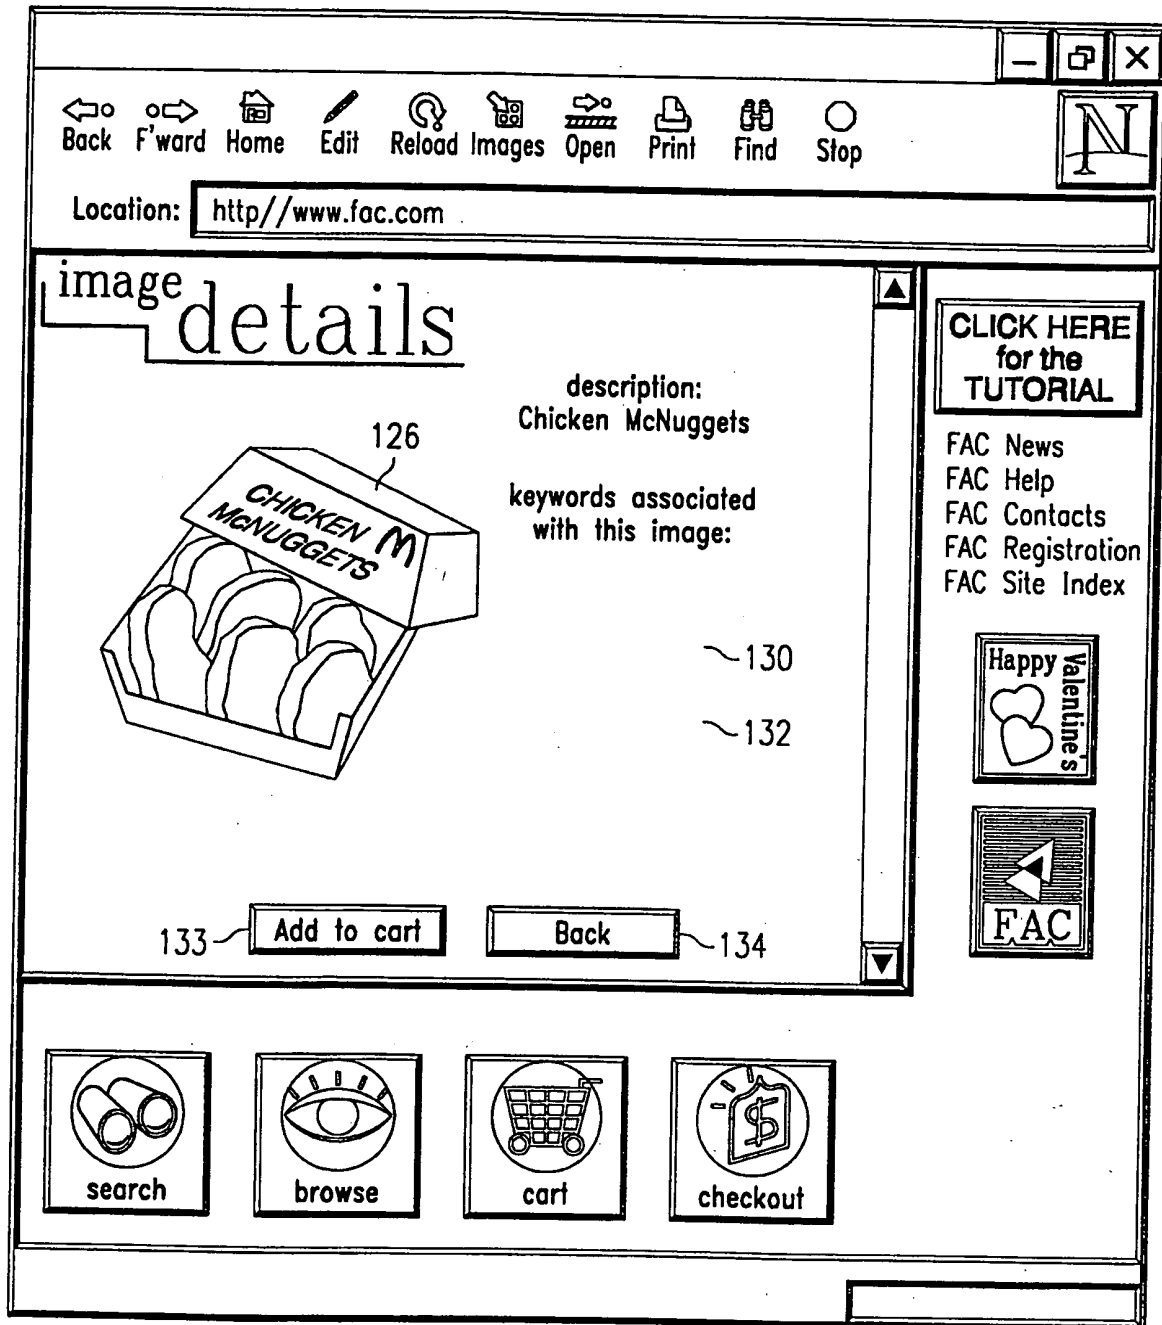 Back F'ward Home Edit Reload Images Open Print Find Stop
N
Location: http//www.fac.com
image
details
description:
Chicken McNuggets
126
CHICKEN
McNUGGETS
M
keywords associated
with this image:
130
132
133 Add to cart Back 134
CLICK HERE
for the
TUTORIAL
FAC News
FAC Help
FAC Contacts
FAC Registration
FAC Site Index
Happy
Valentine's
FAC
search browse cart checkout
$